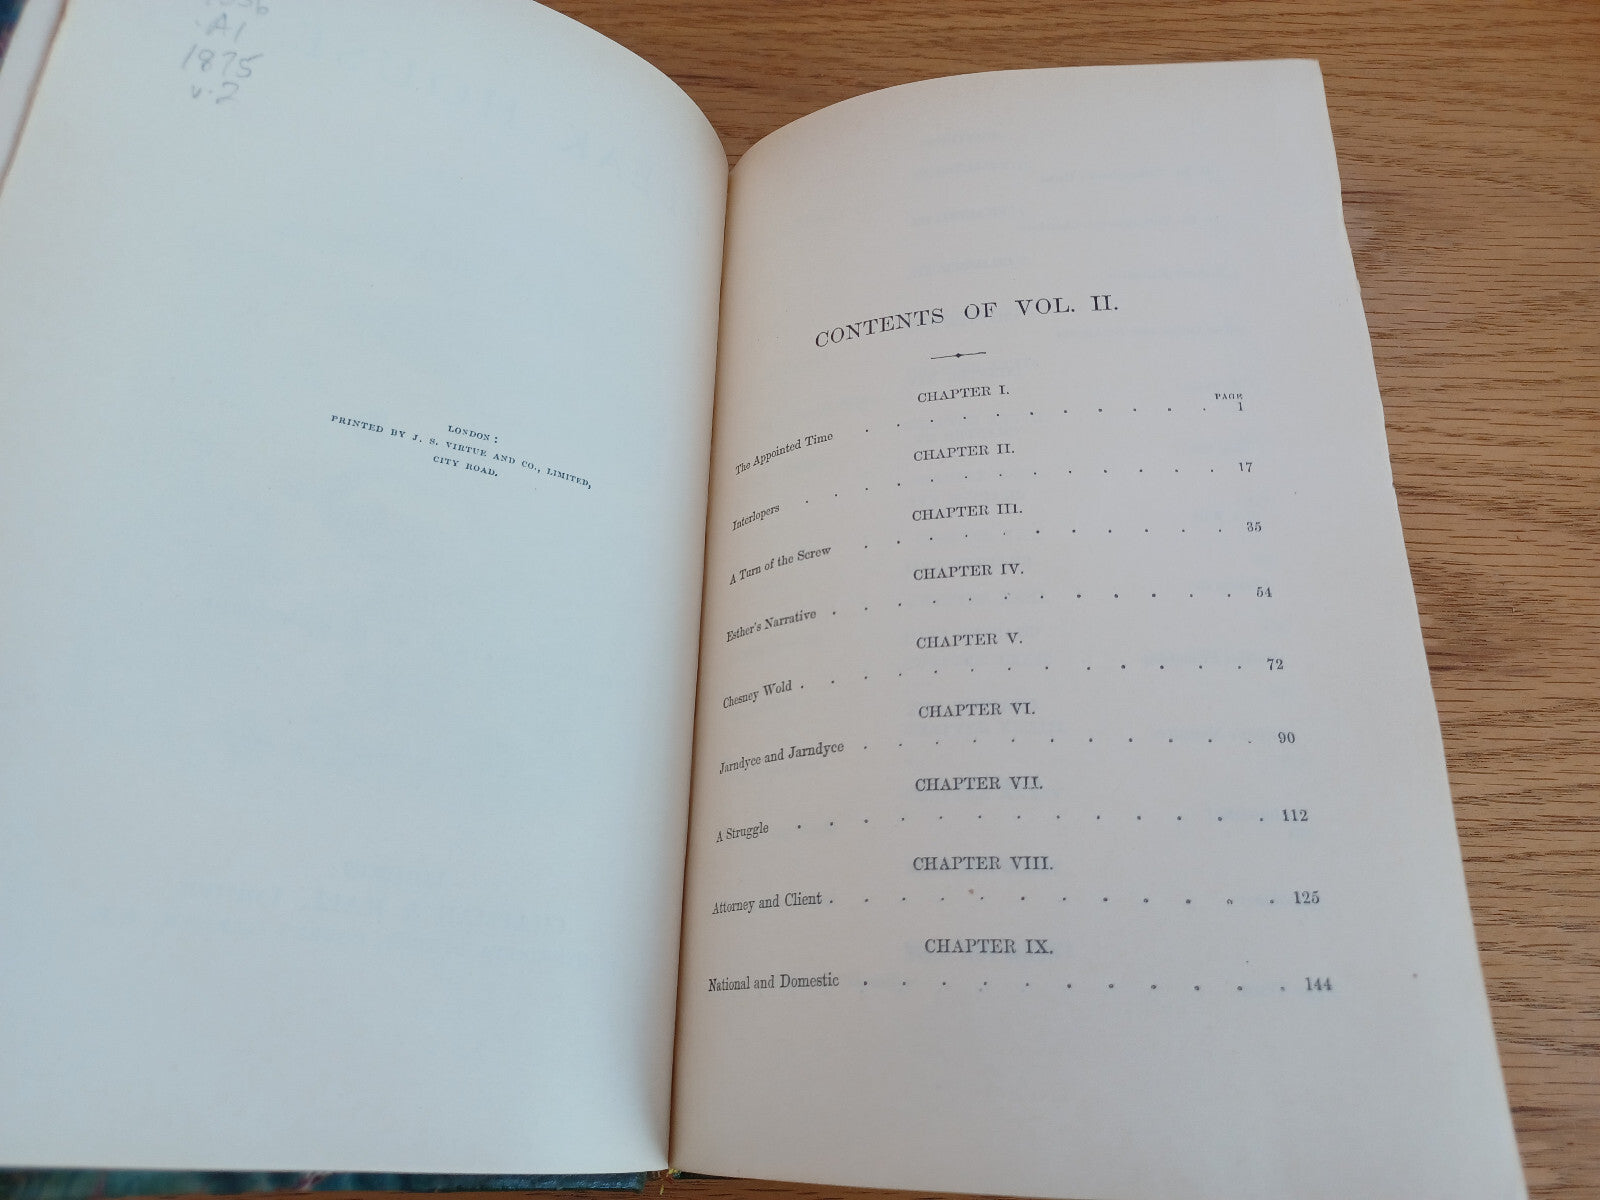 ·A1
1875
v.2
LONDON:
PRINTED BY J. S. VIRTUE AND CO., LIMITED,
CITY ROAD.
CONTENTS OF VOL. II.
CHAPTER I.
PAGE
The Appointed Time . . . . . . . . . . 1
CHAPTER II.
Interlopers . . . . . . . . . . . . . 17
CHAPTER III.
A Turn of the Screw . . . . . . . . . . . 35
CHAPTER IV.
Esther's Narrative . . . . . . . . . . . . 54
CHAPTER V.
Chesney Wold . . . . . . . . . . . . . 72
CHAPTER VI.
Jarndyce and Jarndyce . . . . . . . . . . . 90
CHAPTER VII.
A Struggle . . . . . . . . . . . . . 112
CHAPTER VIII.
Attorney and Client . . . . . . . . . . . . 125
CHAPTER IX.
National and Domestic . . . . . . . . . . . 144